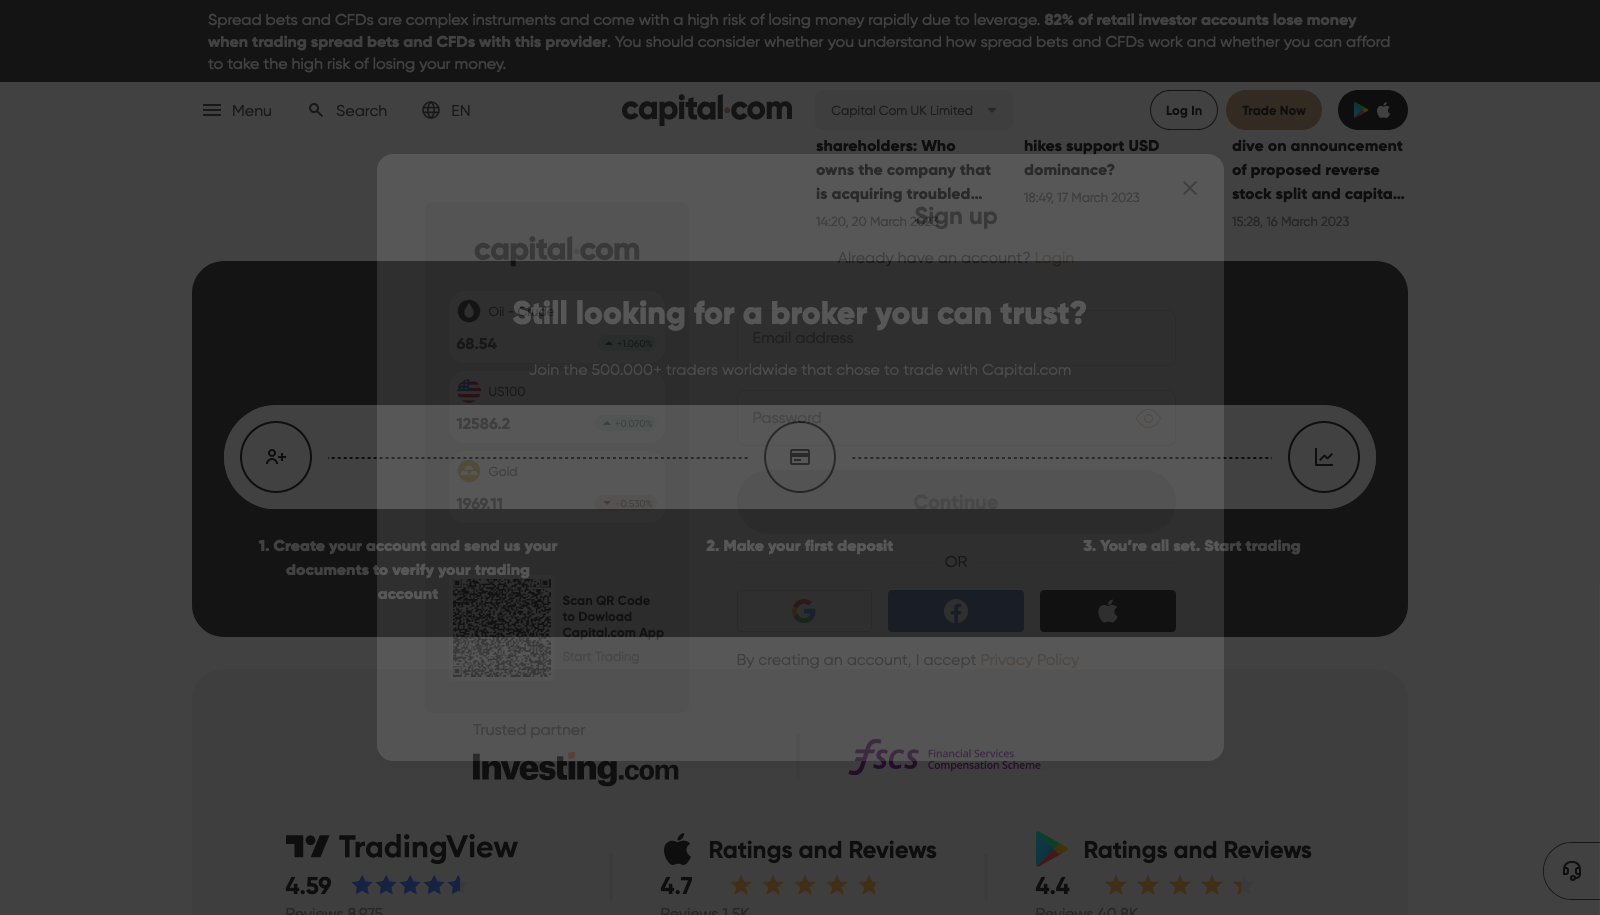 Spread bets and CFDs are complex instruments and come with a high risk of losing money rapidly due to leverage. 82% of retail investor accounts lose money
when trading spread bets and CFDs with this provider. You should consider whether you understand how spread bets and CFDs work and whether you can afford
to take the high risk of losing your money.
Menu
Search
EN
capital.com
Capital Com UK Limited
Log In
Trade Now
shareholders: Who
owns the company that
is acquiring troubled...
14:20, 20 March 2023
hikes support USD
dominance?
18:49, 17 March 2023
dive on announcement
of proposed reverse
stock split and capita...
15:28, 16 March 2023
Sign up
Already have an account? Login
capital.com
Oil - Crude
68.54
+1.060%
US100
12586.2
+0.070%
Gold
1969.11
-0.530%
Still looking for a broker you can trust?
Join the 500.000+ traders worldwide that chose to trade with Capital.com
Email address
Password
Continue
1. Create your account and send us your
documents to verify your trading
account
2. Make your first deposit
3. You're all set. Start trading
OR
Scan QR Code
to Dowload
Capital.com App
Start Trading
By creating an account, I accept Privacy Policy
Trusted partner
Investing.com
fscs
Financial Services
Compensation Scheme
TradingView
4.59
Reviews 8,975
Ratings and Reviews
4.7
Reviews 1.5K
Ratings and Reviews
4.4
Reviews 40.8K